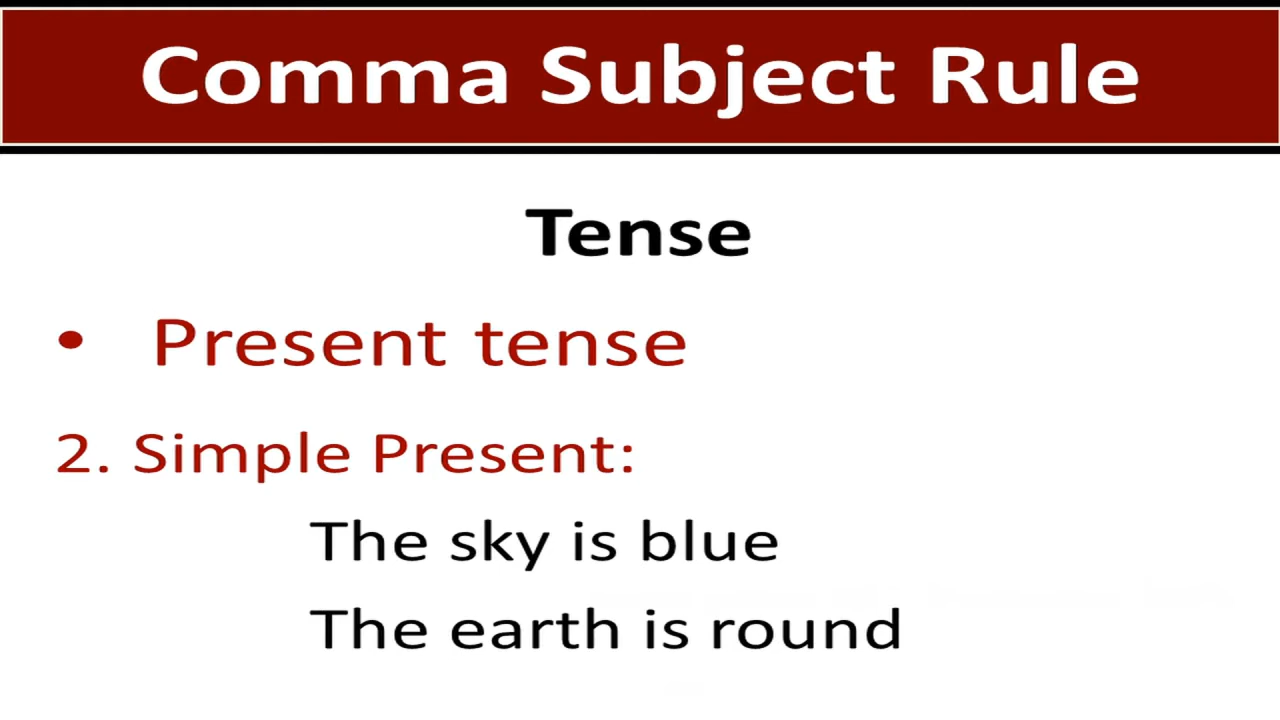 Comma Subject Rule
Tense
• Present tense
2. Simple Present:
The sky is blue
The earth is round